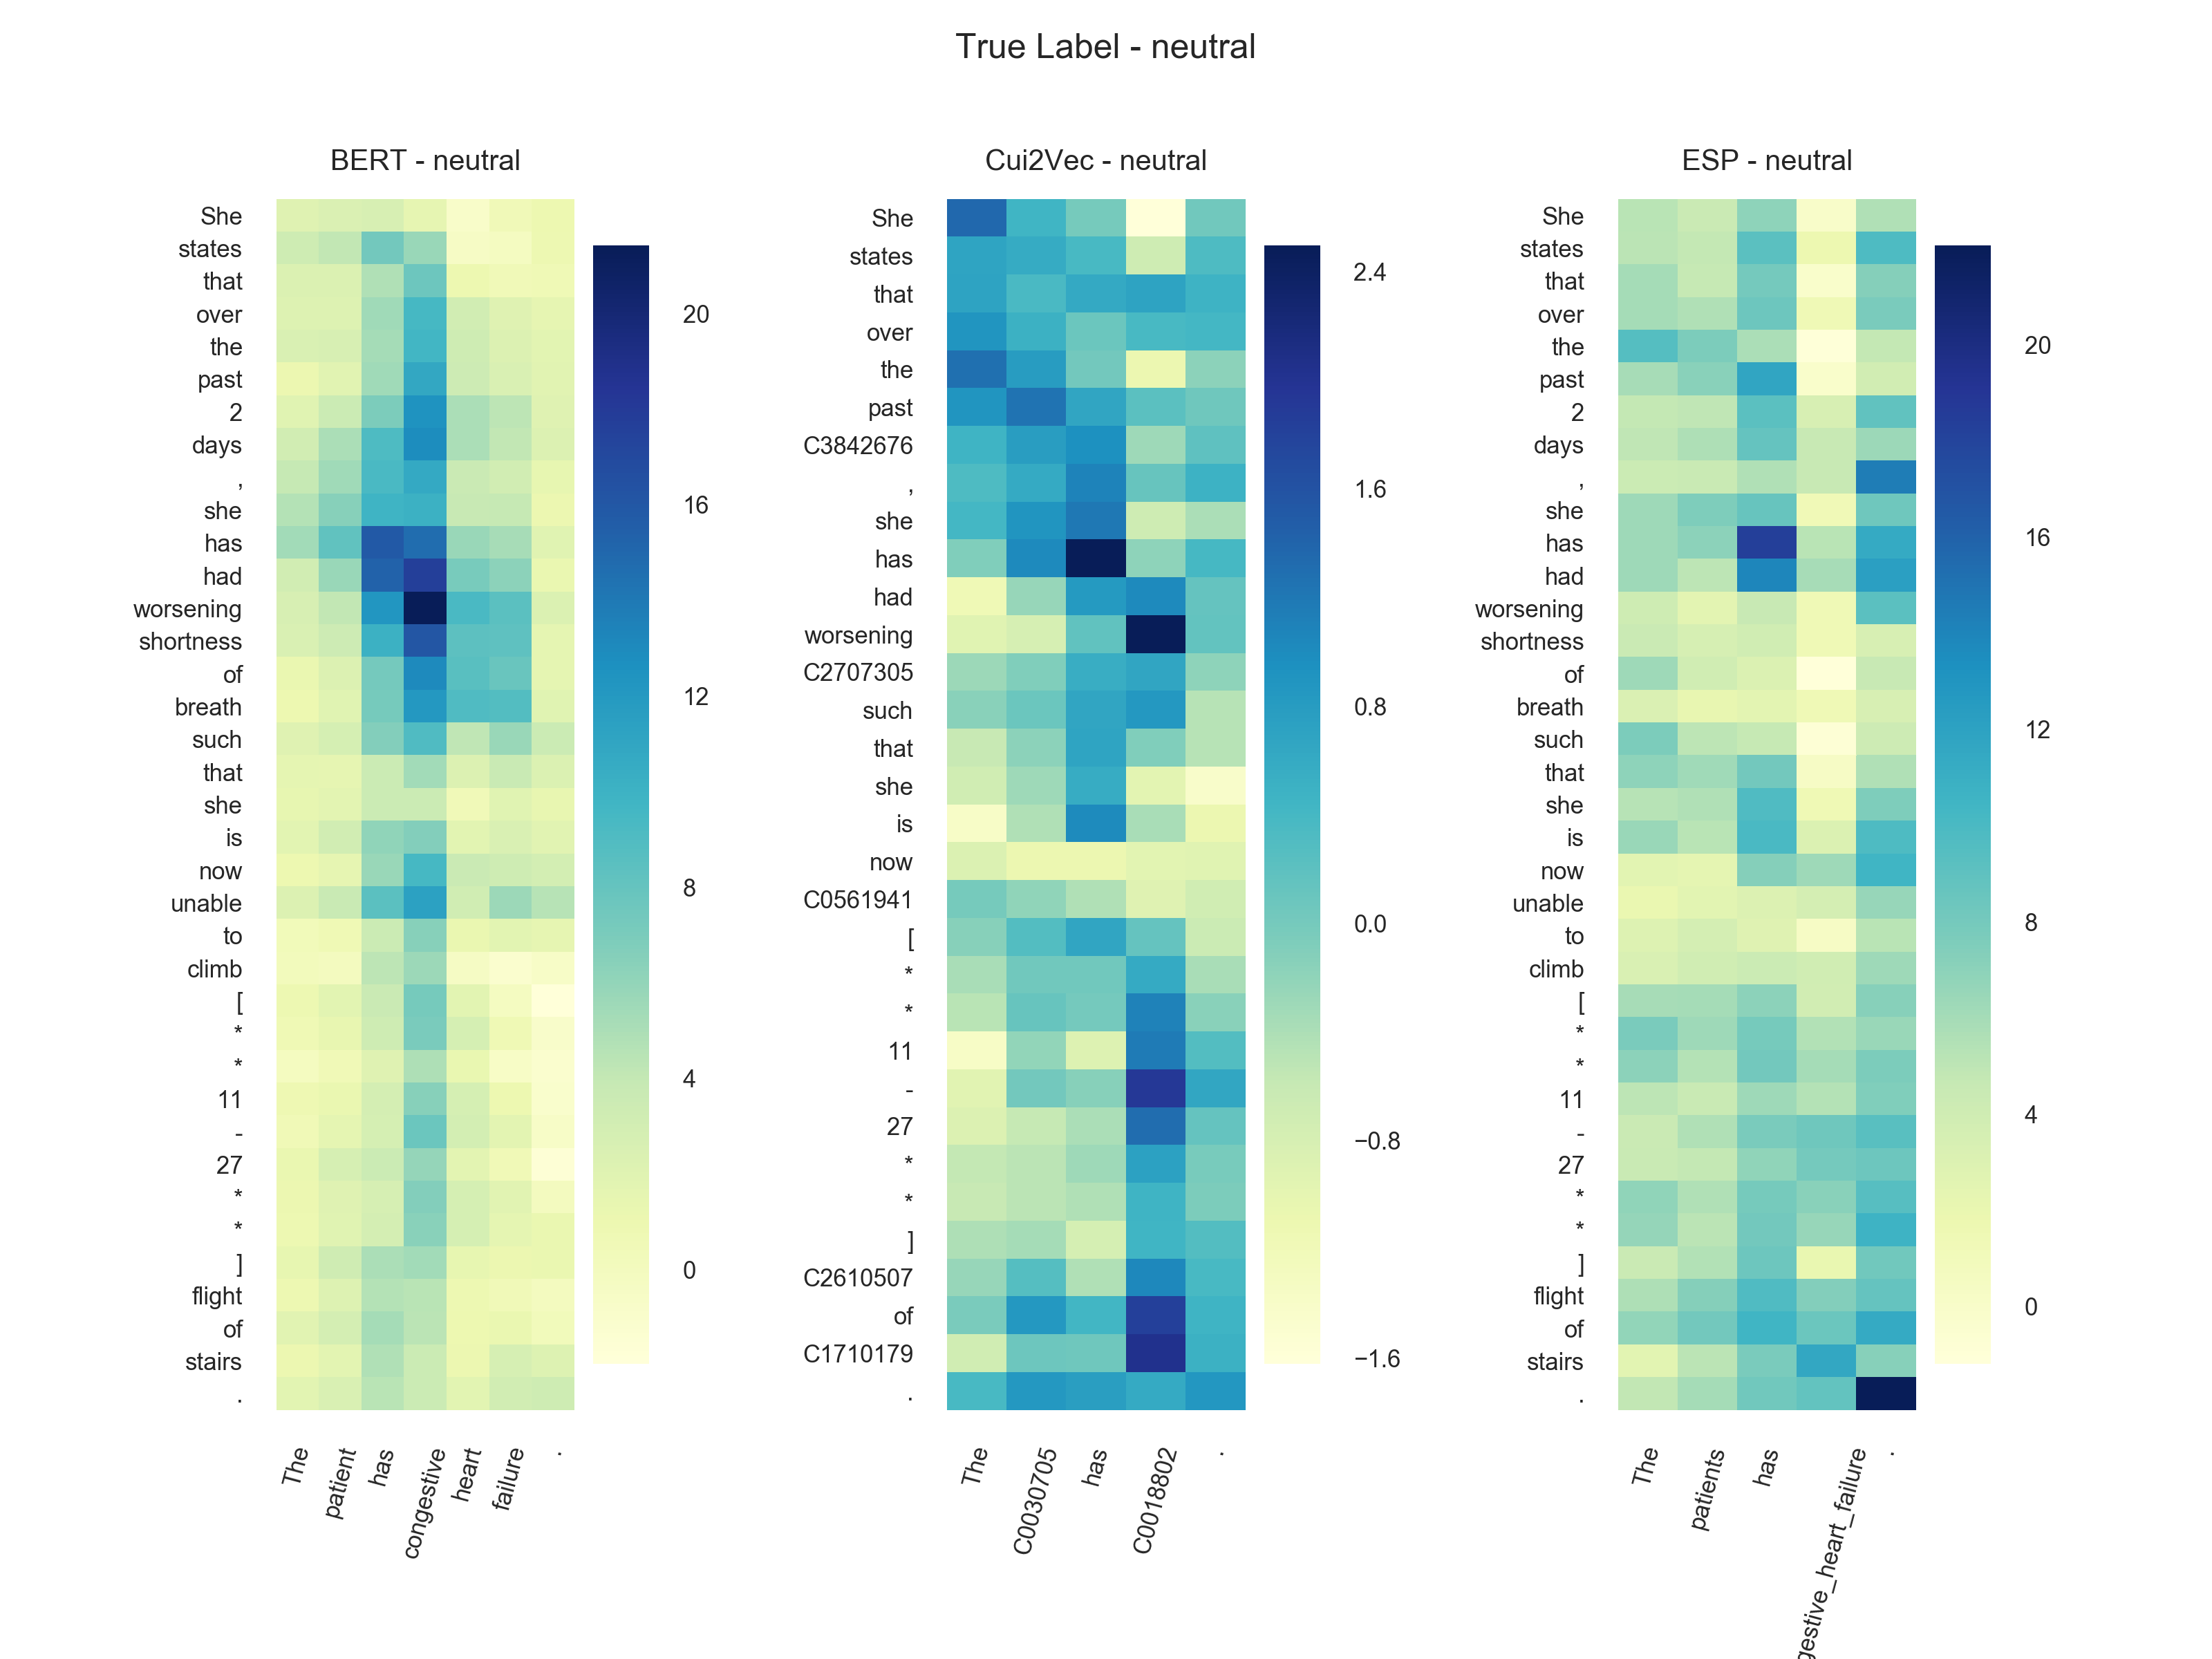 True Label - neutral
BERT - neutral
She
states
that
over
the
past
2
days
,
she
has
had
worsening
shortness
of
breath
such
that
she
is
now
unable
to
climb
[
*
*
11
-
27
*
*
]
flight
of
stairs
.
The
patient
has
congestive
heart
failure
.
20
16
12
8
4
0
Cui2Vec - neutral
She
states
that
over
the
past
C3842676
,
she
has
had
worsening
C2707305
such
that
she
is
now
C0561941
[
*
*
11
-
27
*
*
]
C2610507
of
C1710179
.
The
C0030705
has
C0018802
.
2.4
1.6
0.8
0.0
−0.8
−1.6
ESP - neutral
She
states
that
over
the
past
2
days
,
she
has
had
worsening
shortness
of
breath
such
that
she
is
now
unable
to
climb
[
*
*
11
-
27
*
*
]
flight
of
stairs
.
The
patients
has
gestive_heart_failure
.
20
16
12
8
4
0